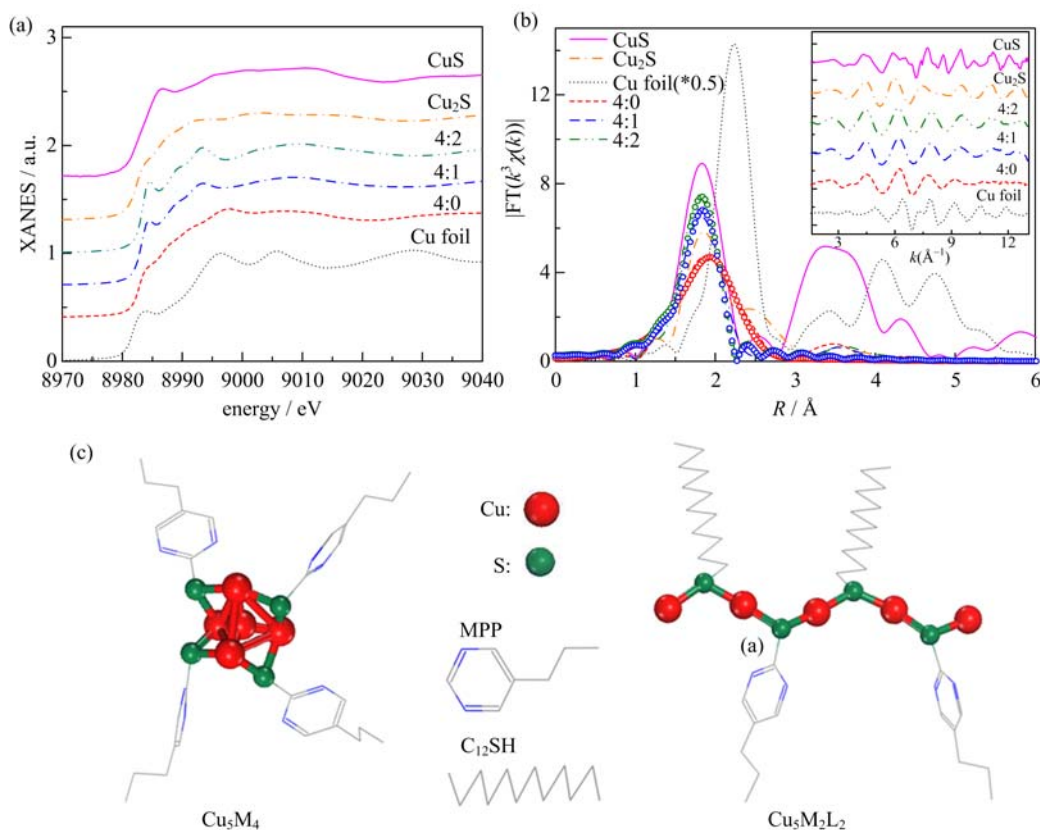 (a)
3
2
1
0
XANES / a.u.
CuS
Cu₂S
4:2
4:1
4:0
Cu foil
8970 8980 8990 9000 9010 9020 9030 9040
energy / eV
(b)
CuS
Cu₂S
Cu foil(*0.5)
4:0
4:1
4:2
12
8
4
0
|FT(k³χ(k))|
0 1 2 3 4 5 6
R / Å
CuS
Cu₂S
4:2
4:1
4:0
Cu foil
3 6 9 12
k(Å⁻¹)
(c)
Cu:
S:
MPP
C₁₂SH
(a)
Cu₅M₄
Cu₅M₂L₂